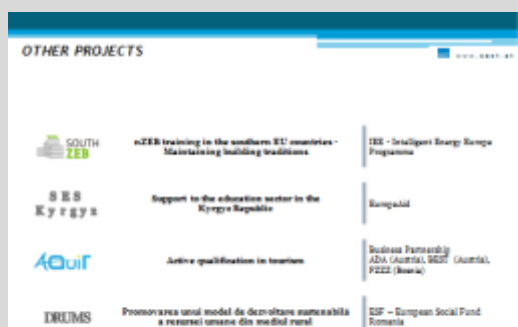 OTHER PROJECTS
www.best.at
SOUTH
ZEB
nZEB training in the southern EU countries -
Maintaining building traditions
IEE - Intelligent Energy Europe
Programme
SES
Kyrgyz
Support to the education sector in the
Kyrgyz Republic
EuropeAid
AQuiT
Active qualification in tourism
Business Partnership
ADA (Austria), BEST (Austria),
(Bosnia)
DRUMS
Promovarea unui model de dezvoltare sustenabila
a resursei umane din mediul rural
ESF – European Social Fund
Romania